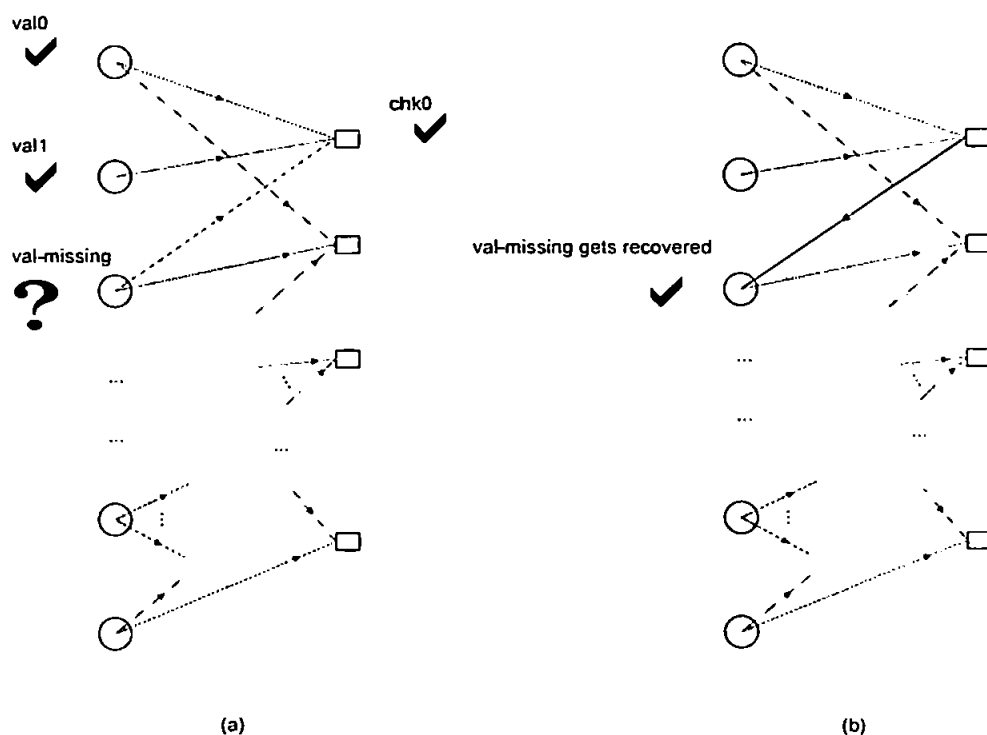 val0
chk0
val1
val-missing
?
val-missing gets recovered
...
...
...
...
...
...
(a)
(b)